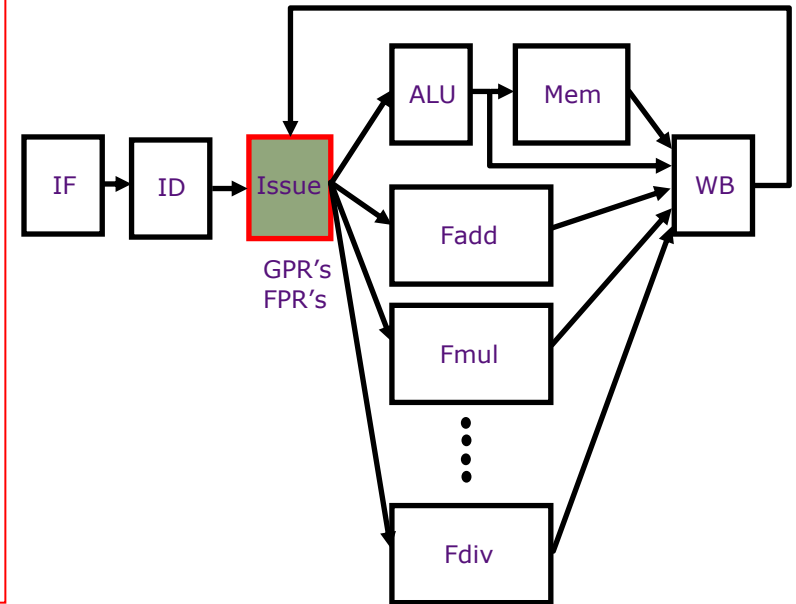 ALU
Mem
IF
ID
Issue
WB
GPR's
FPR's
Fadd
Fmul
Fdiv